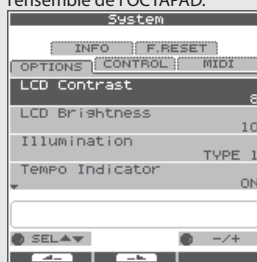 l'ensemble de l'OCTAPAD.
System
INFO F.RESET
OPTIONS CONTROL MIDI
LCD Contrast
8
LCD Brightness
10
Illumination
TYPE 1
Tempo Indicator
ON
SEL▲▼ -/+